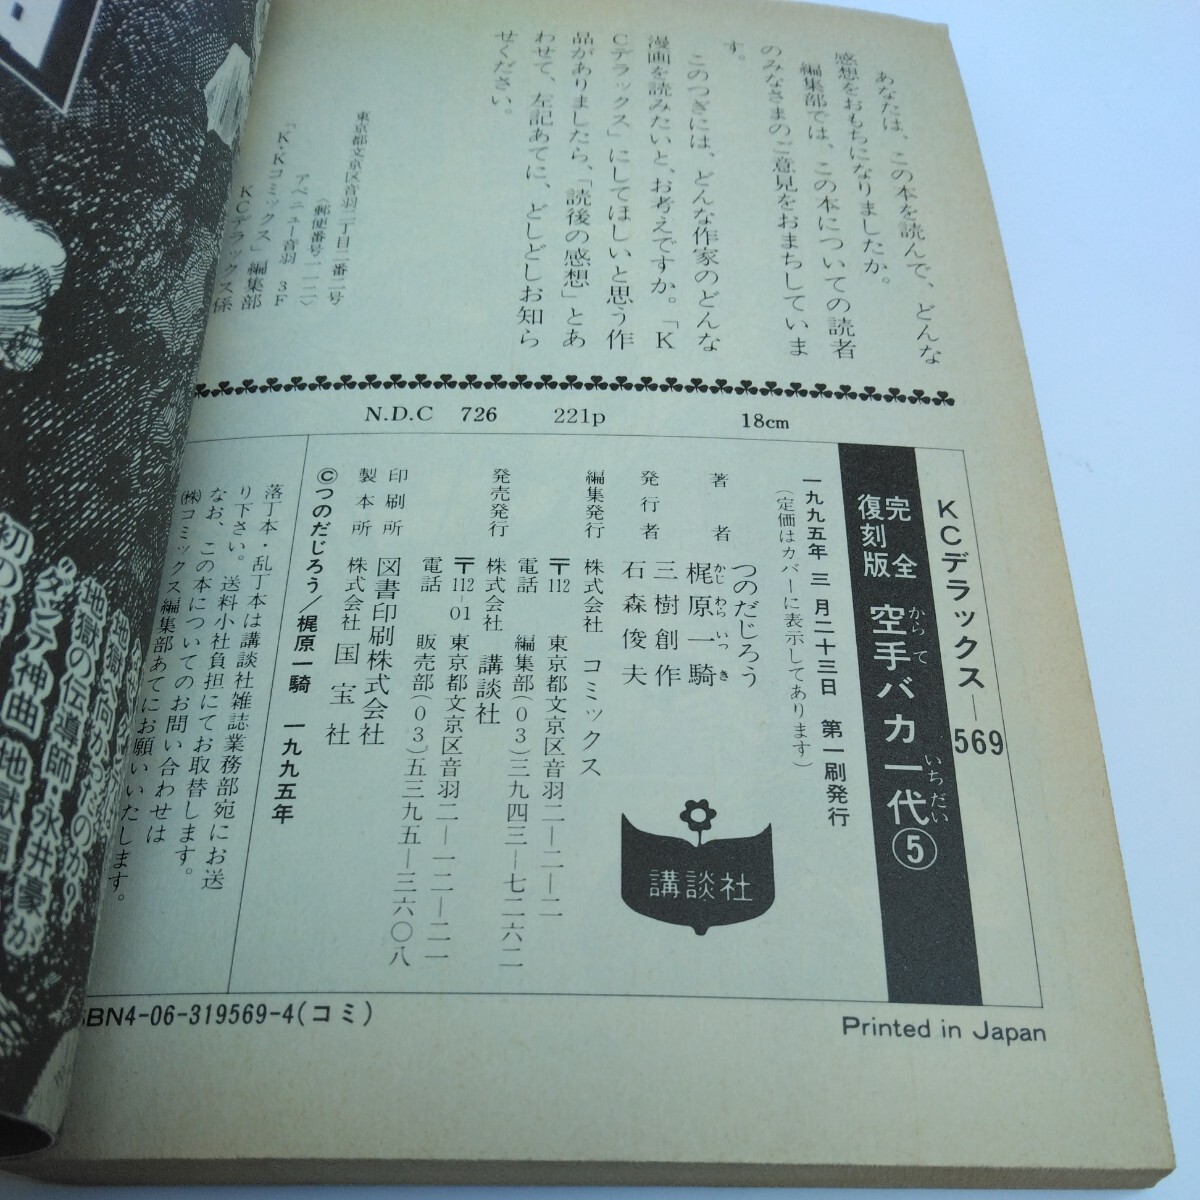 あなたは、この本を読んで、どんな
感想をおもちになりましたか。
編集部では、この本についての読者
のみなさまのご意見をおまちしていま
す。
このつぎには、どんな作家のどんな
漫画を読みたいと、お考えですか。「K
Cデラックス」にしてほしいと思う作
品がありましたら、「読後の感想」とあ
わせて、左記あてに、どしどしお知ら
せください。
東京都文京区音羽二丁目二番二号
〈郵便番号一一二〉
アベニュー音羽 3F
「K・Kコミックス」編集部
KCデラックス係
N.D.C 726 221p 18cm
KCデラックス—569
完全復刻版 空手バカ一代⑤
からて いちだい
一九九五年 三月二十三日 第一刷発行
(定価はカバーに表示してあります)
著者 つのだじろう
梶原一騎
かじわらいっき
発行者 三樹創作
石森俊夫
編集発行 株式会社 コミックス
〒112 東京都文京区音羽二—二—二
電話 編集部(03)三九四三—七二六二
発売発行 株式会社 講談社
〒112-01 東京都文京区音羽二—一二—二一
電話 販売部(03)五三九五—三六〇八
印刷所 図書印刷株式会社
製本所 株式会社 国宝社
©つのだじろう/梶原一騎 一九九五年
落丁本・乱丁本は講談社雑誌業務部宛にお送
り下さい。送料小社負担にてお取替します。
なお、この本についてのお問い合わせは
㈱コミックス編集部あてにお願いいたします。
講談社
ISBN4-06-319569-4(コミ)
Printed in Japan
地獄の伝導師・永井豪が